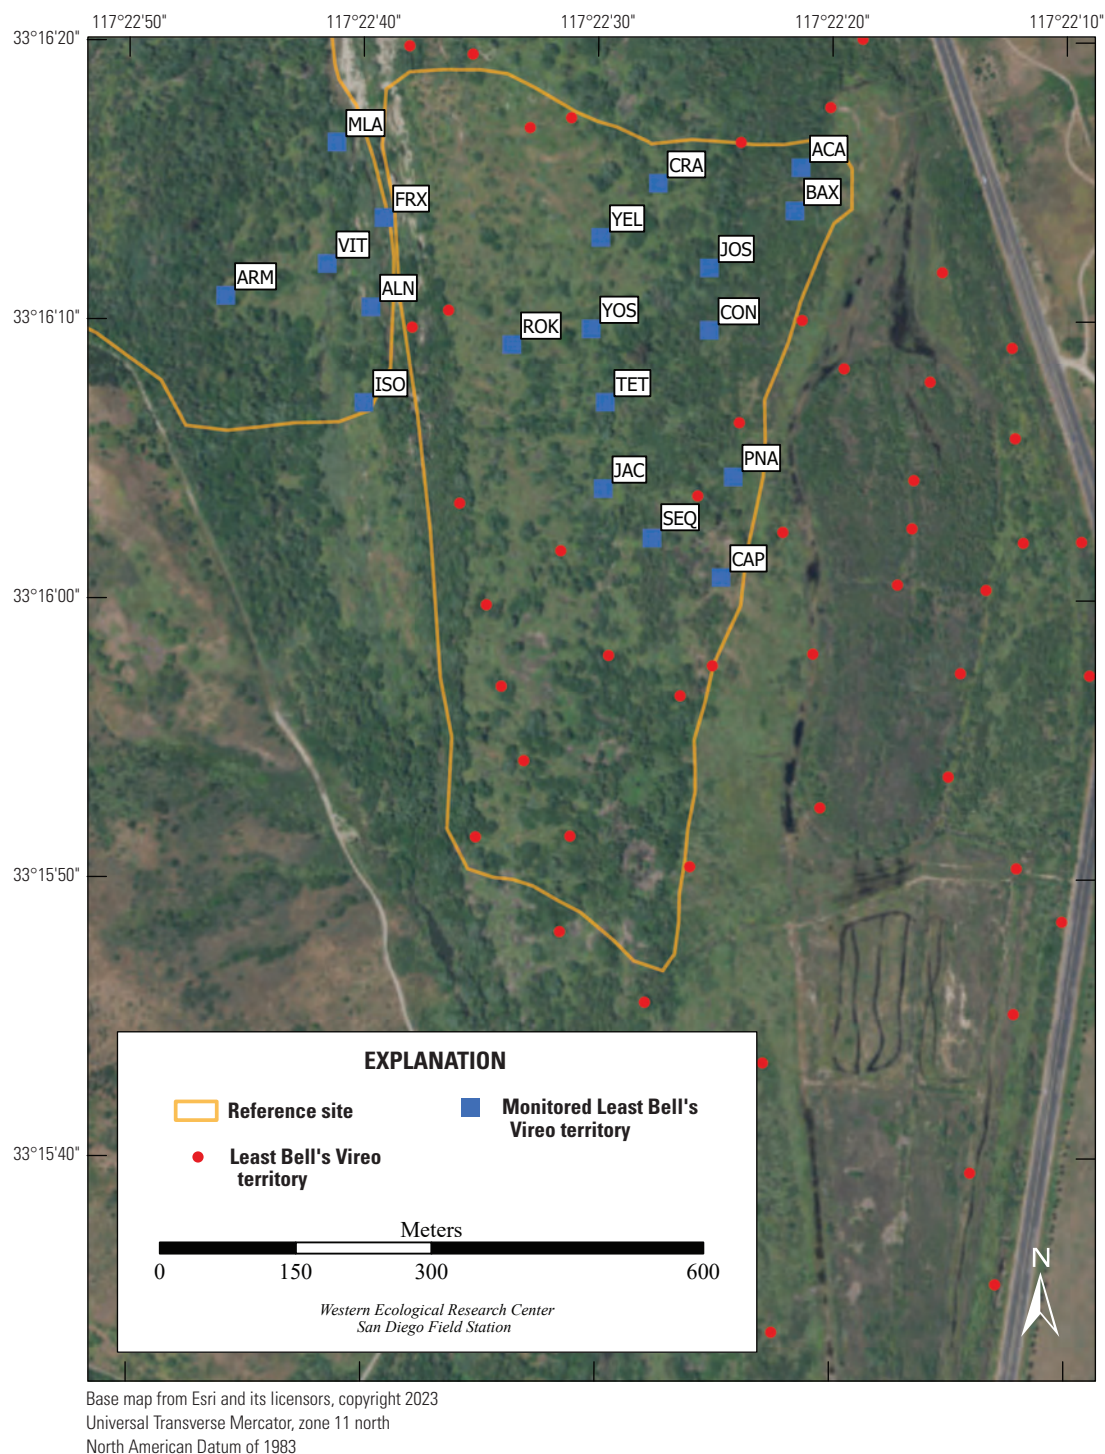 117°22'50" 117°22'40" 117°22'30" 117°22'20" 117°22'10"
33°16'20"
MLA
ACA
CRA
BAX
FRX
YEL
VIT
JOS
ARM
ALN
33°16'10"
YOS
CON
ROK
ISO
TET
PNA
JAC
SEQ
CAP
33°16'00"
33°15'50"
EXPLANATION
Reference site
Monitored Least Bell's
Vireo territory
Least Bell's Vireo
territory
33°15'40"
Meters
0 150 300 600
Western Ecological Research Center
San Diego Field Station
N
Base map from Esri and its licensors, copyright 2023
Universal Transverse Mercator, zone 11 north
North American Datum of 1983